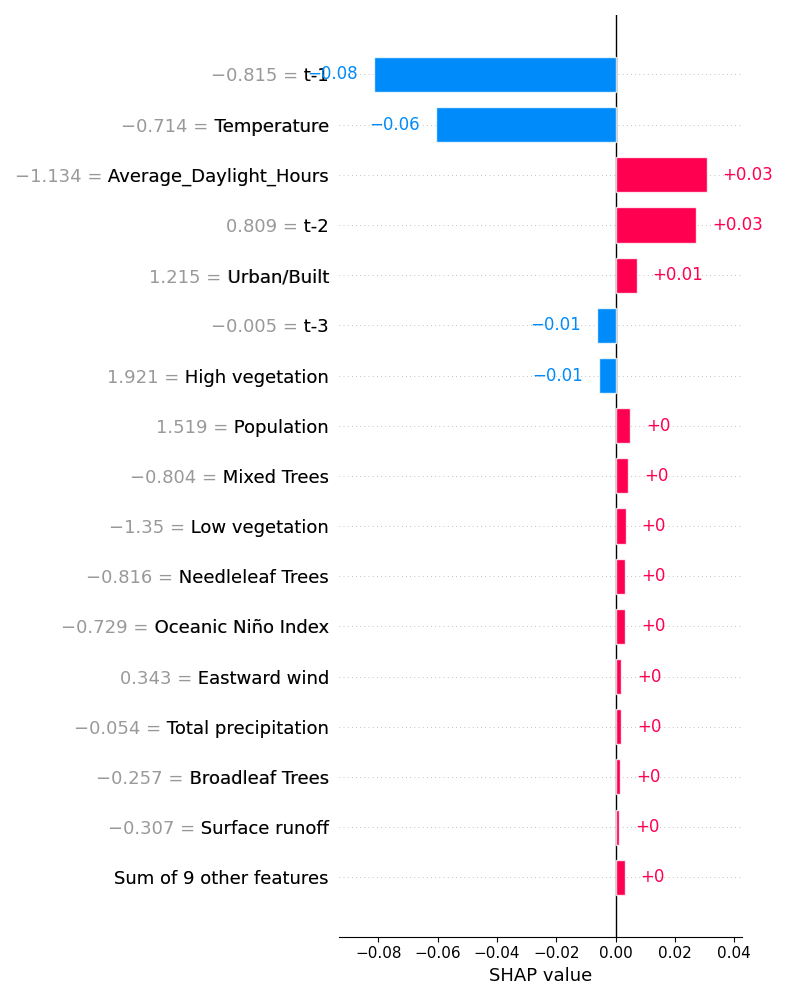 −0.815 = t-1 −0.08
−0.714 = Temperature −0.06
−1.134 = Average_Daylight_Hours +0.03
0.809 = t-2 +0.03
1.215 = Urban/Built +0.01
−0.005 = t-3 −0.01
1.921 = High vegetation −0.01
1.519 = Population +0
−0.804 = Mixed Trees +0
−1.35 = Low vegetation +0
−0.816 = Needleleaf Trees +0
−0.729 = Oceanic Niño Index +0
0.343 = Eastward wind +0
−0.054 = Total precipitation +0
−0.257 = Broadleaf Trees +0
−0.307 = Surface runoff +0
Sum of 9 other features +0
−0.08 −0.06 −0.04 −0.02 0.00 0.02 0.04
SHAP value